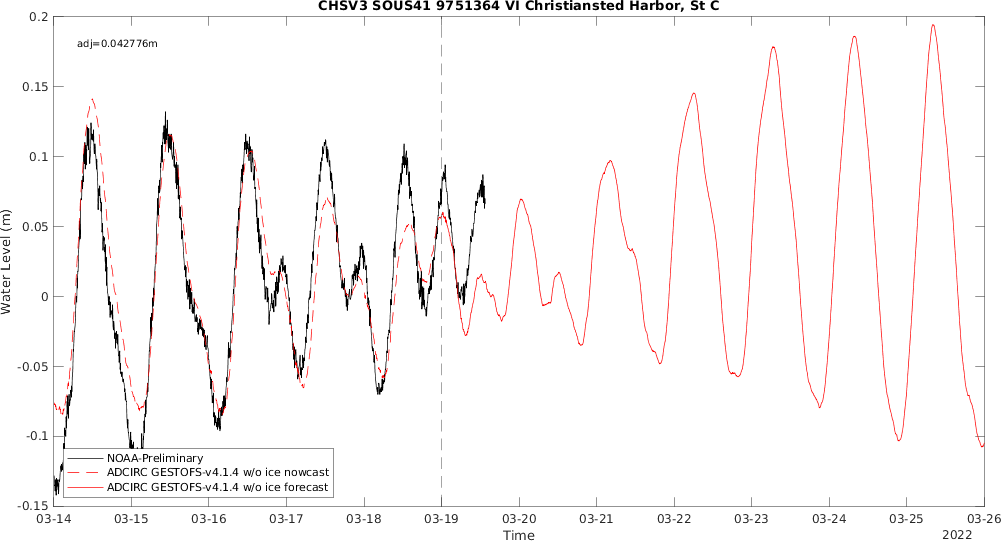 CHSV3 SOUS41 9751364 VI Christiansted Harbor, St C
adj=0.042776m
0.2
0.15
0.1
0.05
0
-0.05
-0.1
-0.15
Water Level (m)
NOAA-Preliminary
ADCIRC GESTOFS-v4.1.4 w/o ice nowcast
ADCIRC GESTOFS-v4.1.4 w/o ice forecast
03-14 03-15 03-16 03-17 03-18 03-19 03-20 03-21 03-22 03-23 03-24 03-25 03-26
Time
2022